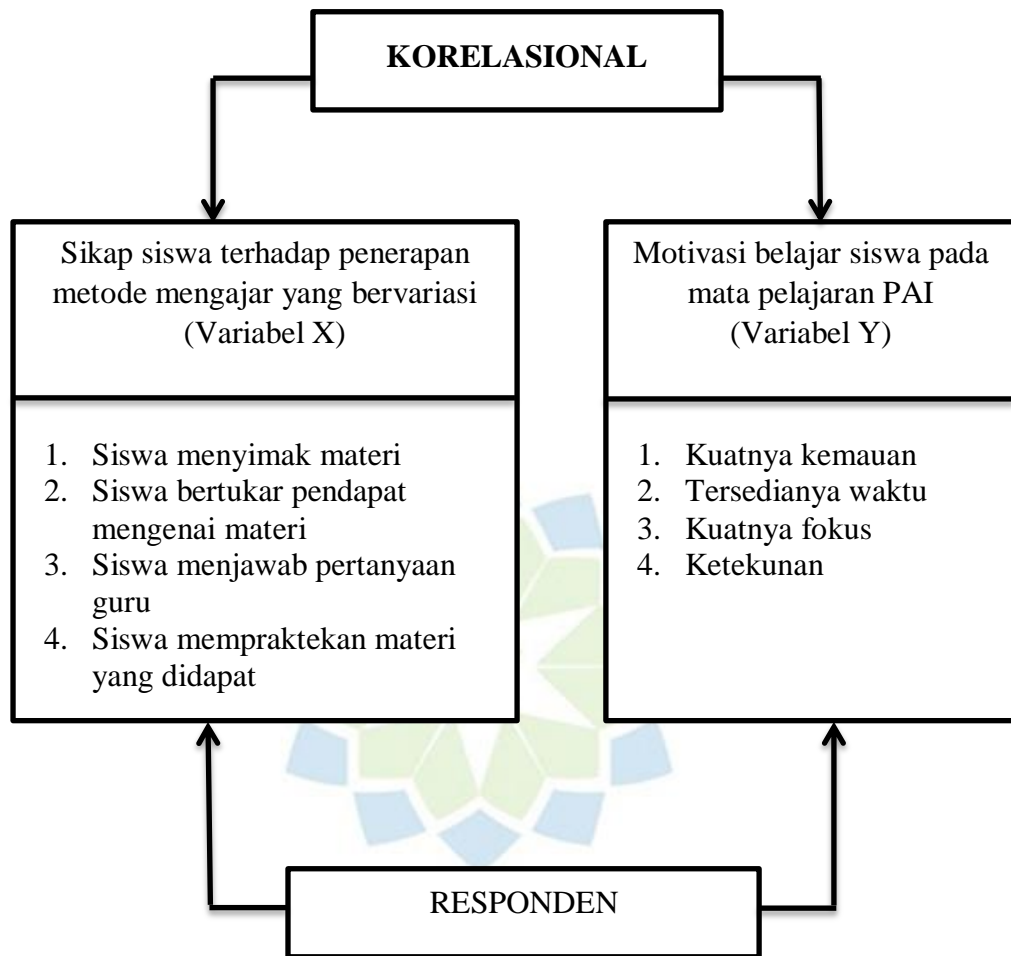 KORELASIONAL
Sikap siswa terhadap penerapan
metode mengajar yang bervariasi
(Variabel X)
1. Siswa menyimak materi
2. Siswa bertukar pendapat
mengenai materi
3. Siswa menjawab pertanyaan
guru
4. Siswa mempraktekan materi
yang didapat
Motivasi belajar siswa pada
mata pelajaran PAI
(Variabel Y)
1. Kuatnya kemauan
2. Tersedianya waktu
3. Kuatnya fokus
4. Ketekunan
RESPONDEN